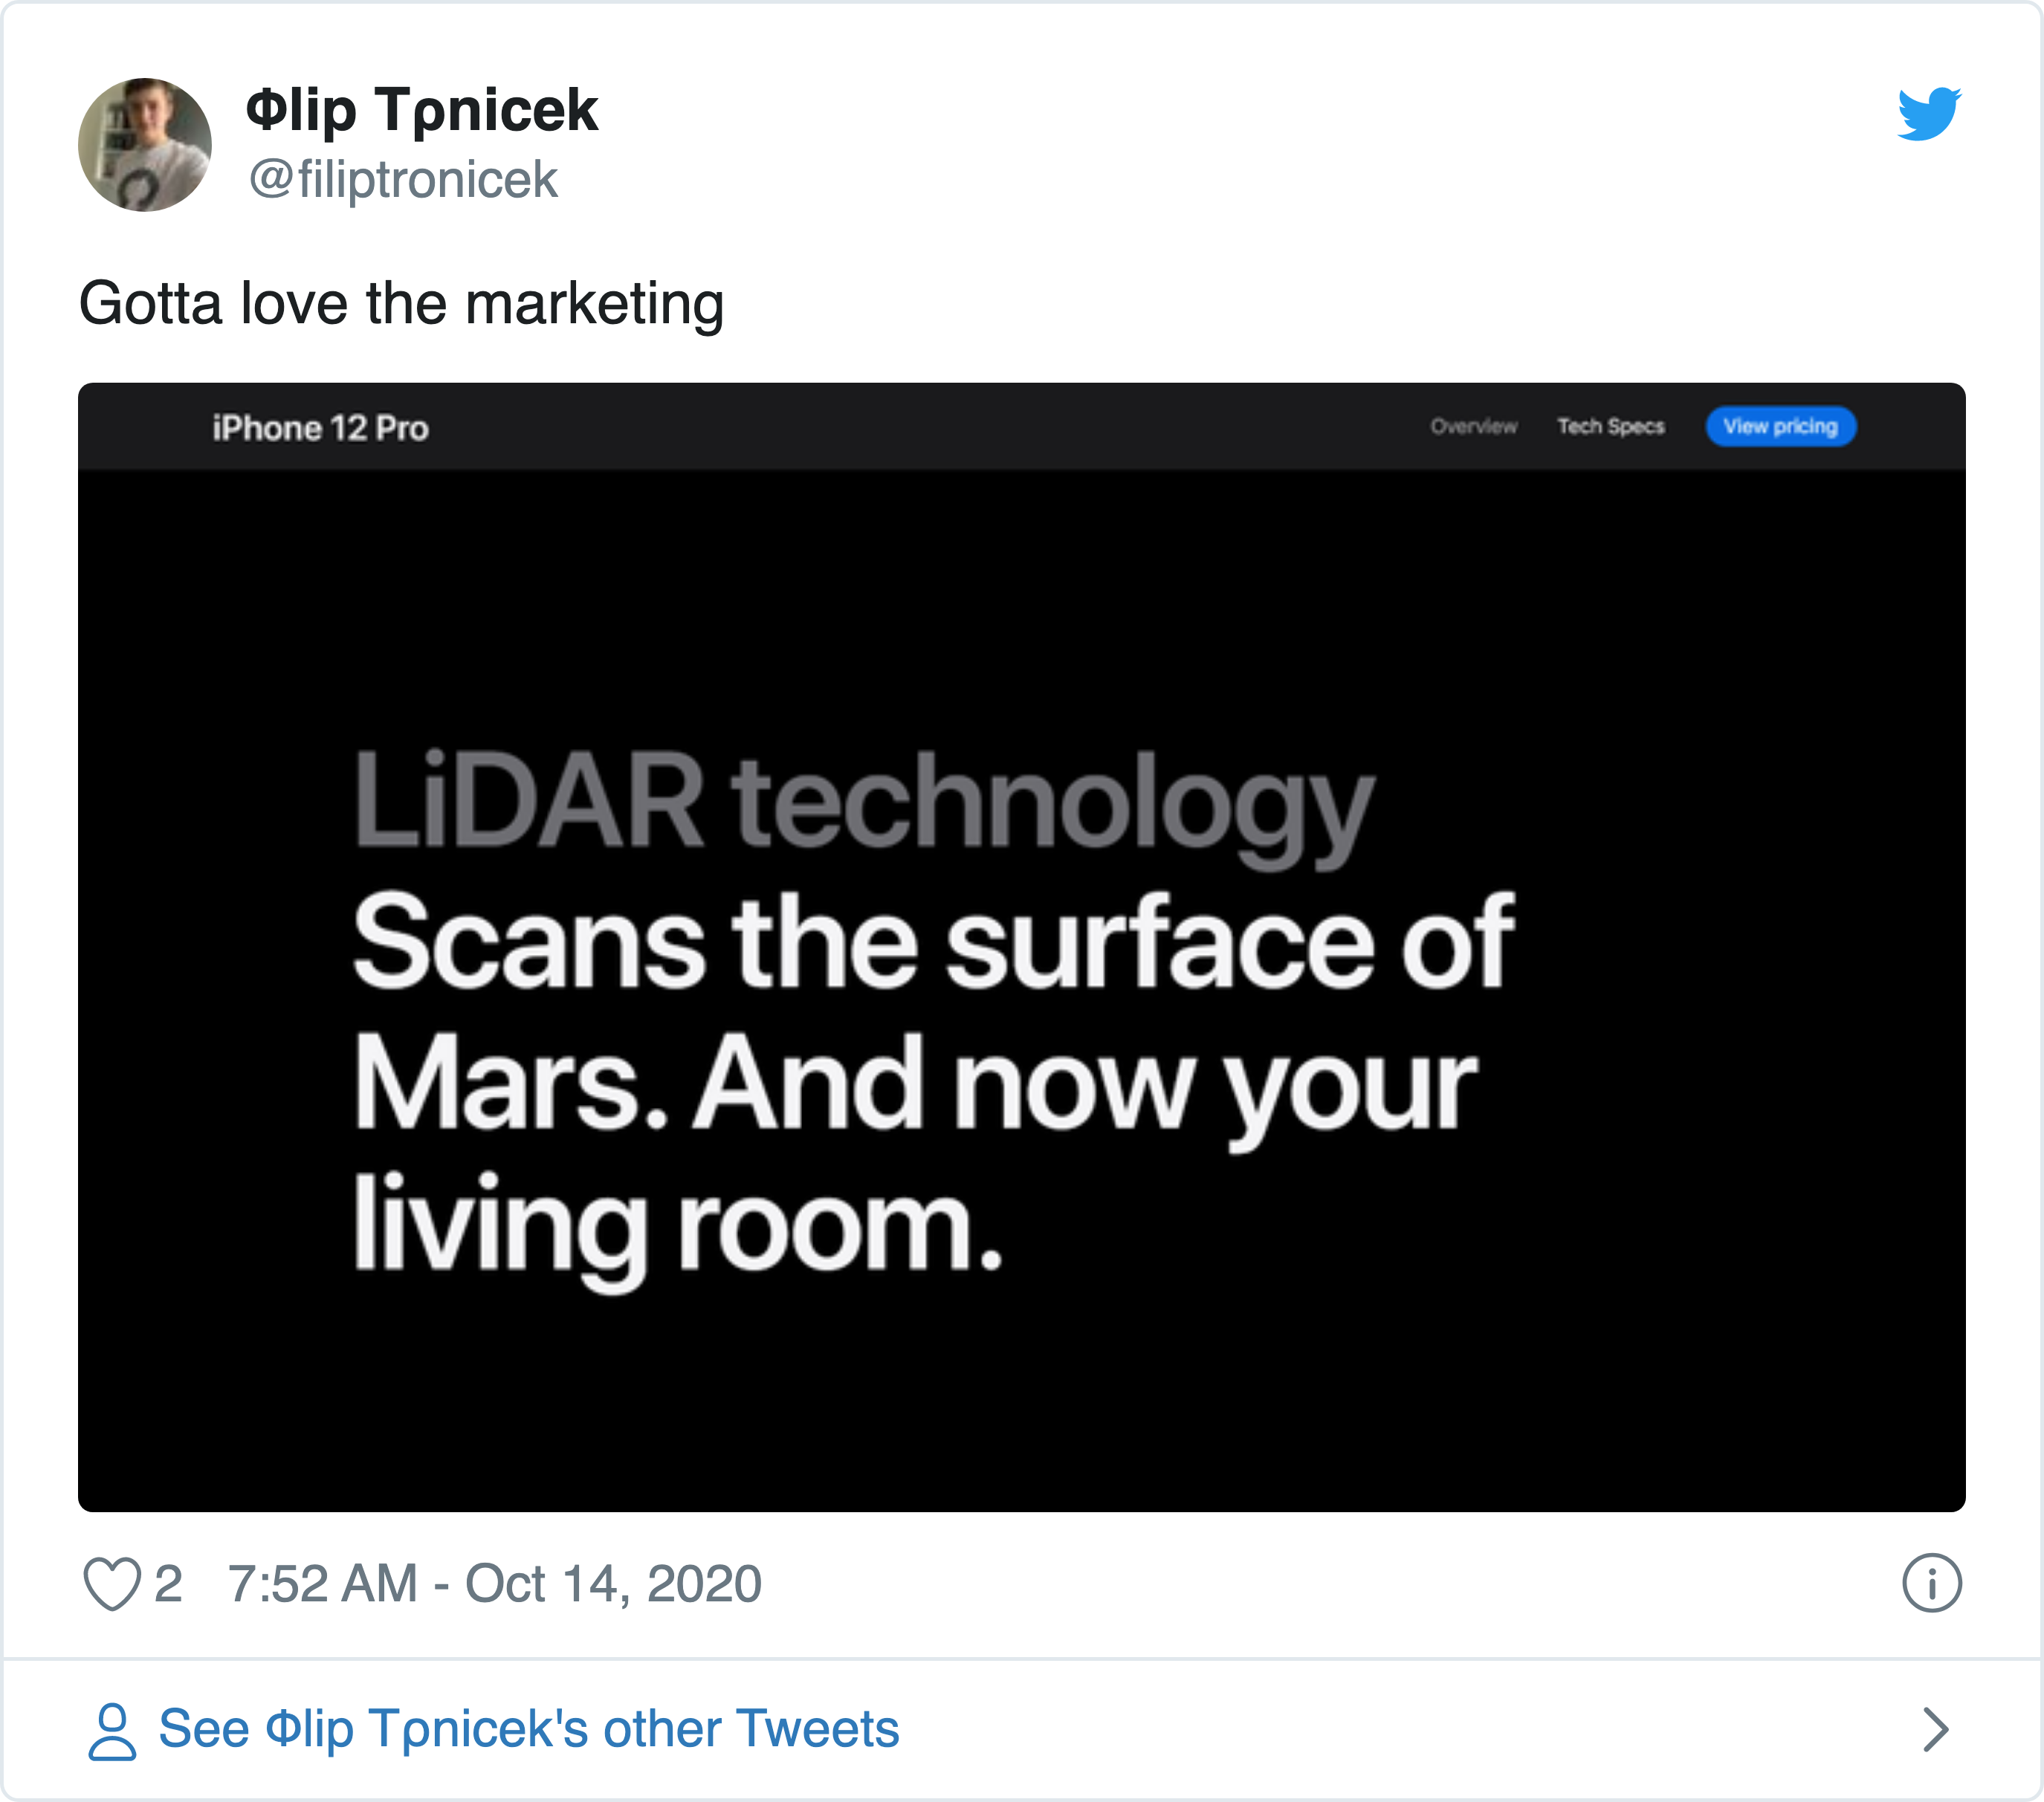 Φlip Tρnicek
@filiptronicek
Gotta love the marketing
iPhone 12 Pro Overview Tech Specs View pricing
LiDAR technology
Scans the surface of
Mars. And now your
living room.
2 7:52 AM - Oct 14, 2020
See Φlip Tρnicek's other Tweets